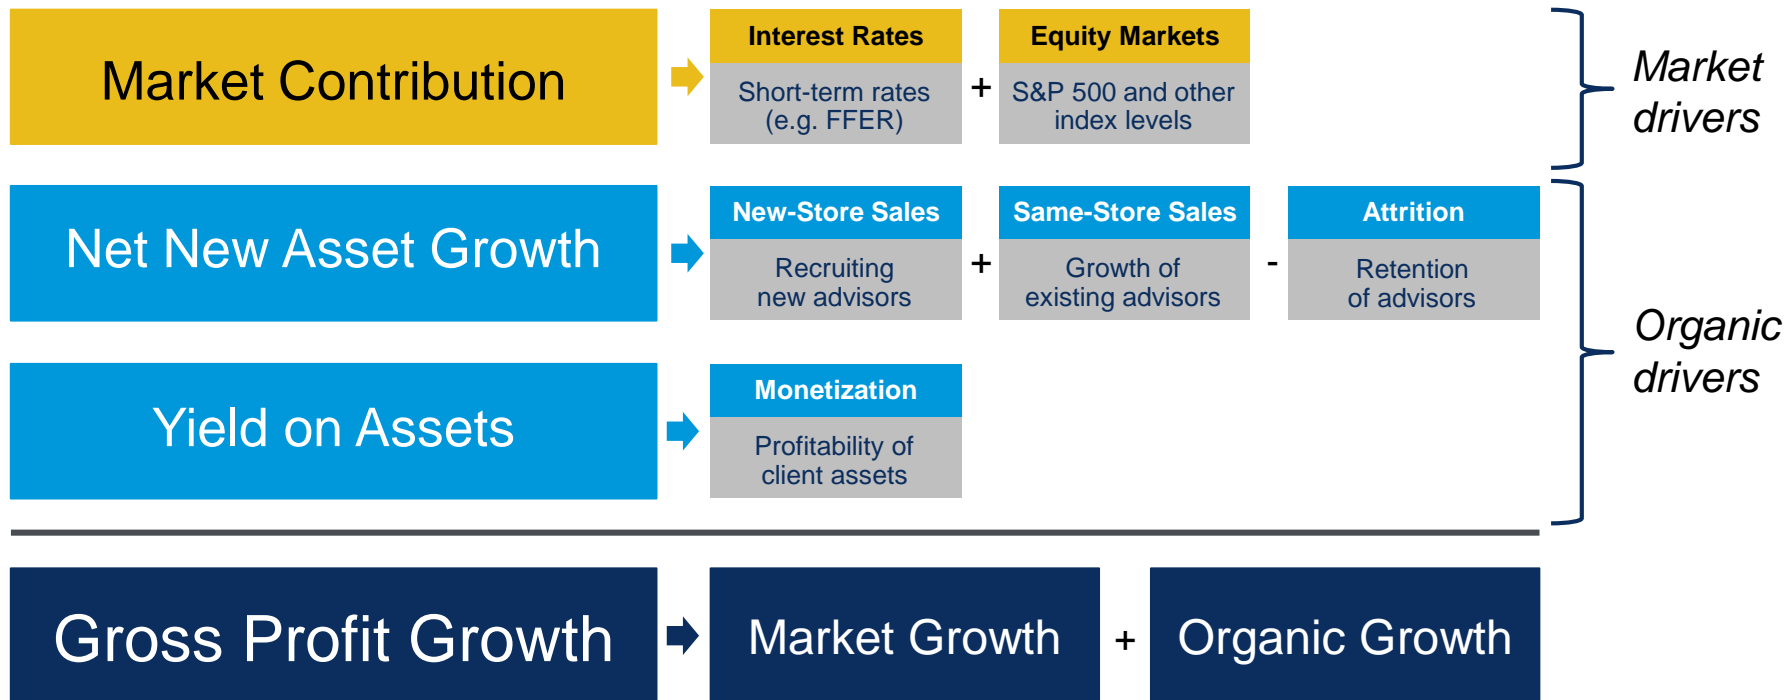 Market Contribution
Interest Rates
Short-term rates
(e.g. FFER)
+
Equity Markets
S&P 500 and other
index levels
Market
drivers
Net New Asset Growth
New-Store Sales
Recruiting
new advisors
+
Same-Store Sales
Growth of
existing advisors
-
Attrition
Retention
of advisors
Organic
drivers
Yield on Assets
Monetization
Profitability of
client assets
Gross Profit Growth
Market Growth
+
Organic Growth